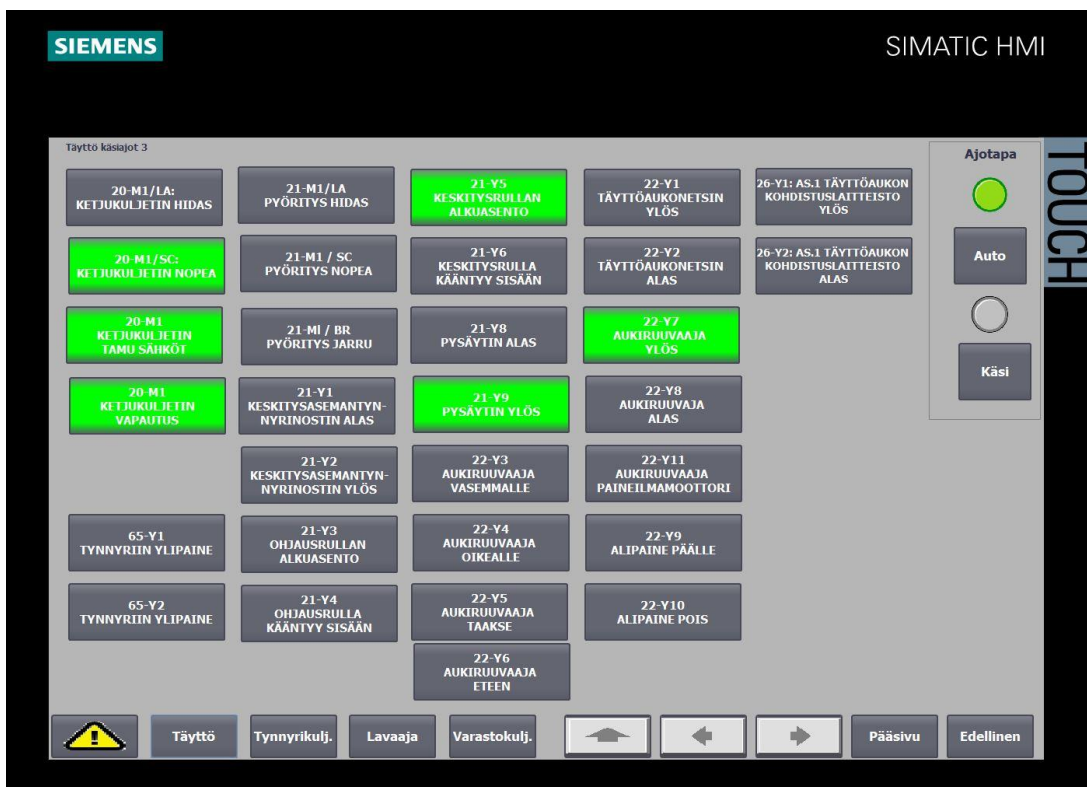 SIEMENS
SIMATIC HMI
TOUCH
Täyttö käsiajot 3
20-M1/LA:
KETJUKULJETIN HIDAS
20-M1/SC:
KETJUKULJETIN NOPEA
20-M1
KETJUKULJETIN
TAMU SÄHKÖT
20-M1
KETJUKULJETIN
VAPAUTUS
65-Y1
TYNNYRIIN YLIPAINE
65-Y2
TYNNYRIIN YLIPAINE
21-M1/LA
PYÖRITYS HIDAS
21-M1 / SC
PYÖRITYS NOPEA
21-Ml / BR
PYÖRITYS JARRU
21-Y1
KESKITYSASEMANTYN-
NYRINOSTIN ALAS
21-Y2
KESKITYSASEMANTYN-
NYRINOSTIN YLÖS
21-Y3
OHJAUSRULLAN
ALKUASENTO
21-Y4
OHJAUSRULLA
KÄÄNTYY SISÄÄN
21-Y5
KESKITYSRULLAN
ALKUASENTO
21-Y6
KESKITYSRULLA
KÄÄNTYY SISÄÄN
21-Y8
PYSÄYTIN ALAS
21-Y9
PYSÄYTIN YLÖS
22-Y3
AUKIRUUVAAJA
VASEMMALLE
22-Y4
AUKIRUUVAAJA
OIKEALLE
22-Y5
AUKIRUUVAAJA
TAAKSE
22-Y6
AUKIRUUVAAJA
ETEEN
22-Y1
TÄYTTÖAUKONETSIN
YLÖS
22-Y2
TÄYTTÖAUKONETSIN
ALAS
22-Y7
AUKIRUUVAAJA
YLÖS
22-Y8
AUKIRUUVAJA
ALAS
22-Y11
AUKIRUUVAAJA
PAINEILMAMOOTTORI
22-Y9
ALIPAINE PÄÄLLE
22-Y10
ALIPAINE POIS
26-Y1: AS.1 TÄYTTÖAUKON
KOHDISTUSLAITTEISTO
YLÖS
26-Y2: AS.1 TÄYTTÖAUKON
KOHDISTUSLAITTEISTO
ALAS
Ajotapa
Auto
Käsi
Täyttö
Tynnyrikulj.
Lavaaja
Varastokulj.
Pääsivu
Edellinen